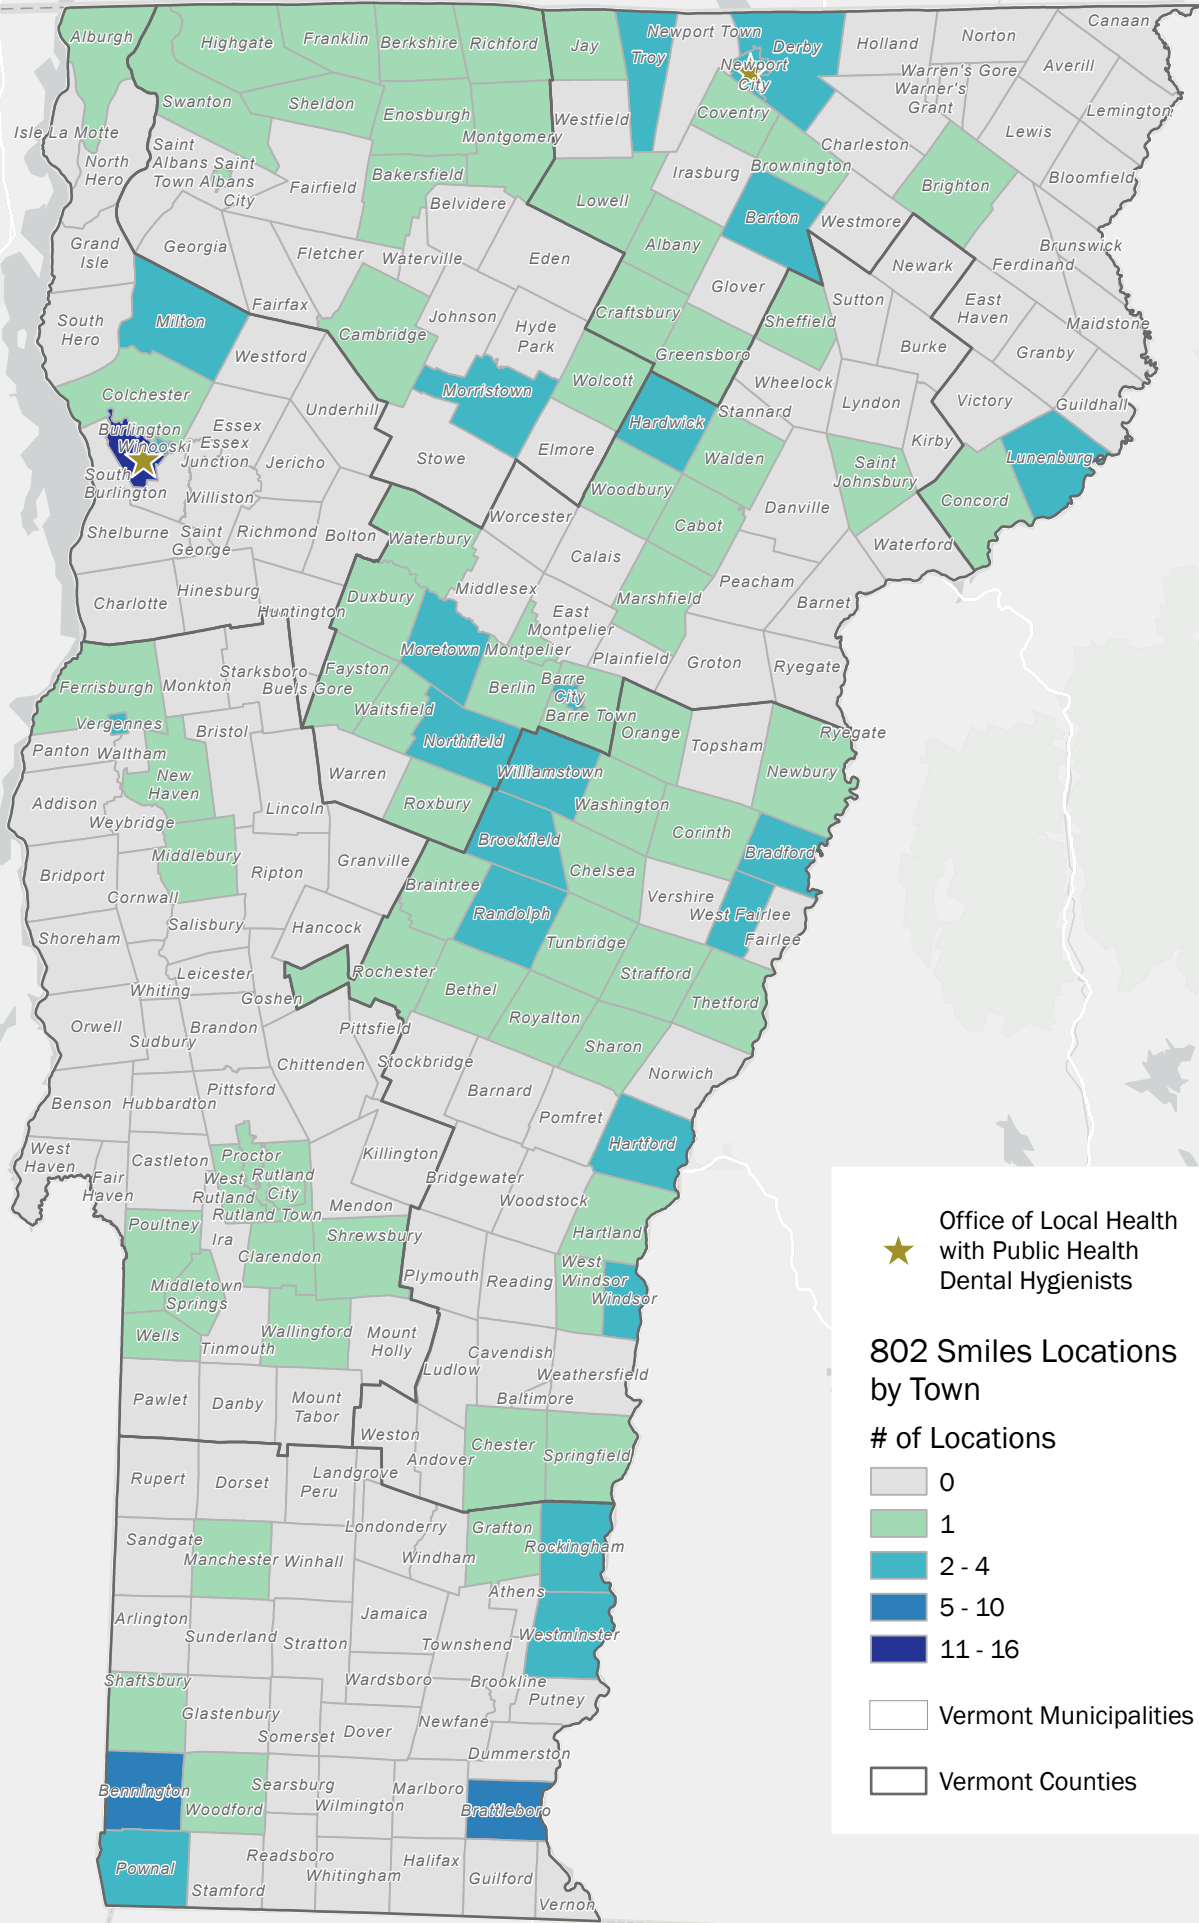 Alburgh
Highgate
Franklin
Berkshire
Richford
Jay
Troy
Newport Town
Derby
Holland
Norton
Canaan
Newport
City
Warren's Gore
Warner's
Grant
Averill
Lemington
Swanton
Sheldon
Enosburgh
Montgomery
Westfield
Coventry
Lewis
Isle La Motte
North
Hero
Saint
Albans
Town
Saint
Albans
City
Fairfield
Bakersfield
Belvidere
Lowell
Irasburg
Brownington
Charleston
Brighton
Bloomfield
Barton
Westmore
Grand
Isle
Georgia
Fletcher
Waterville
Eden
Albany
Glover
Newark
Ferdinand
Brunswick
South
Hero
Milton
Fairfax
Cambridge
Johnson
Hyde
Park
Craftsbury
Greensboro
Sheffield
Sutton
Burke
East
Haven
Granby
Maidstone
Westford
Colchester
Underhill
Morristown
Wolcott
Hardwick
Stannard
Wheelock
Lyndon
Kirby
Victory
Guildhall
Burlington
Winooski
Essex
Essex
Junction
Jericho
Stowe
Elmore
Woodbury
Walden
Saint
Johnsbury
Concord
Lunenburg
South
Burlington
Williston
Shelburne
Saint
George
Richmond
Bolton
Waterbury
Worcester
Calais
Cabot
Danville
Waterford
Charlotte
Hinesburg
Huntington
Duxbury
Middlesex
East
Montpelier
Marshfield
Peacham
Barnet
Moretown
Montpelier
Plainfield
Groton
Ryegate
Ferrisburgh
Monkton
Starksboro
Buels Gore
Fayston
Waitsfield
Berlin
Barre
City
Barre Town
Orange
Topsham
Ryegate
Newbury
Vergennes
Panton
Waltham
New
Haven
Bristol
Warren
Northfield
Williamstown
Washington
Addison
Weybridge
Lincoln
Roxbury
Brookfield
Corinth
Bradford
Bridport
Middlebury
Ripton
Granville
Braintree
Chelsea
Vershire
West Fairlee
Fairlee
Cornwall
Salisbury
Hancock
Randolph
Tunbridge
Strafford
Thetford
Shoreham
Leicester
Whiting
Goshen
Rochester
Bethel
Royalton
Sharon
Orwell
Sudbury
Brandon
Pittsfield
Chittenden
Stockbridge
Barnard
Norwich
Benson
Hubbardton
Pittsford
Pomfret
Hartford
West
Haven
Fair
Haven
Castleton
Proctor
West
Rutland
Rutland
City
Rutland Town
Killington
Mendon
Bridgewater
Woodstock
Hartland
Poultney
Ira
Clarendon
Shrewsbury
Plymouth
Reading
West
Windsor
Windsor
Middletown
Springs
Wells
Tinmouth
Wallingford
Mount
Holly
Ludlow
Cavendish
Weathersfield
Baltimore
Pawlet
Danby
Mount
Tabor
Weston
Andover
Chester
Springfield
Rupert
Dorset
Landgrove
Peru
Londonderry
Windham
Grafton
Rockingham
Sandgate
Manchester
Winhall
Athens
Jamaica
Townshend
Westminster
Arlington
Sunderland
Stratton
Wardsboro
Brookline
Putney
Shaftsbury
Glastenbury
Somerset
Dover
Newfane
Dummerston
Bennington
Woodford
Searsburg
Wilmington
Marlboro
Brattleboro
Pownal
Stamford
Readsboro
Whitingham
Halifax
Guilford
Vernon
Office of Local Health
with Public Health
Dental Hygienists
802 Smiles Locations
by Town
# of Locations
0
1
2 - 4
5 - 10
11 - 16
Vermont Municipalities
Vermont Counties